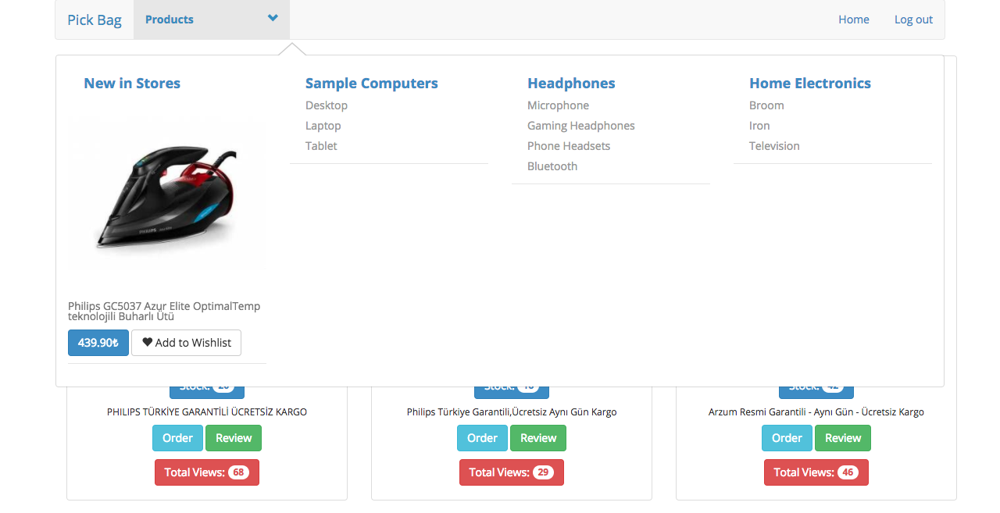 Pick Bag
Products
Home
Log out
New in Stores
Philips GC5037 Azur Elite OptimalTemp
teknolojili Buharlı Ütü
439.90₺
Add to Wishlist
Sample Computers
Desktop
Laptop
Tablet
Headphones
Microphone
Gaming Headphones
Phone Headsets
Bluetooth
Home Electronics
Broom
Iron
Television
Stock:
Stock:
Stock:
PHILIPS TÜRKİYE GARANTİLİ ÜCRETSİZ KARGO
Philips Türkiye Garantili,Ücretsiz Aynı Gün Kargo
Arzum Resmi Garantili - Aynı Gün - Ücretsiz Kargo
Order
Review
Order
Review
Order
Review
Total Views: 68
Total Views: 29
Total Views: 46